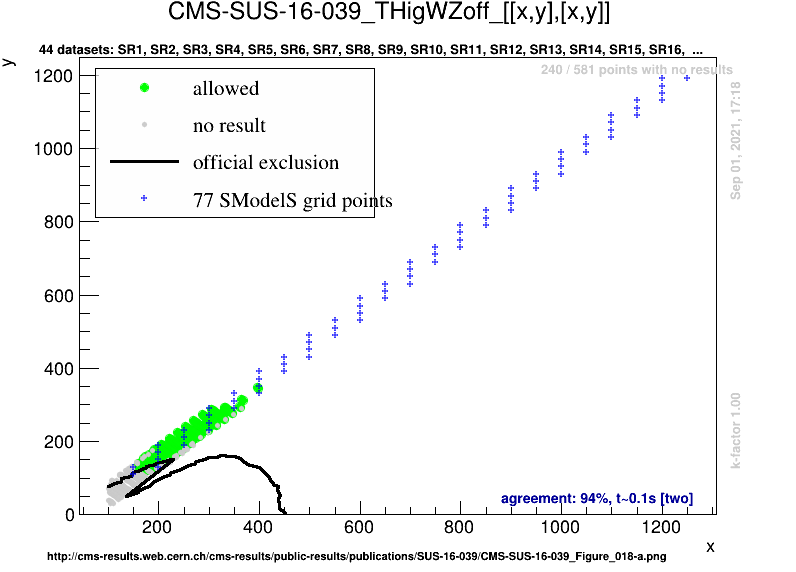 CMS-SUS-16-039_THigWZoff_[[x,y],[x,y]]
44 datasets: SR1, SR2, SR3, SR4, SR5, SR6, SR7, SR8, SR9, SR10, SR11, SR12, SR13, SR14, SR15, SR16, ...
y
240 / 581 points with no results
allowed
no result
official exclusion
77 SModelS grid points
1200
1000
800
600
400
200
0
Sep 01, 2021, 17:18
k-factor 1.00
agreement: 94%, t~0.1s [two]
200 400 600 800 1000 1200
x
http://cms-results.web.cern.ch/cms-results/public-results/publications/SUS-16-039/CMS-SUS-16-039_Figure_018-a.png